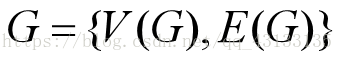 G = {V(G), E(G)}